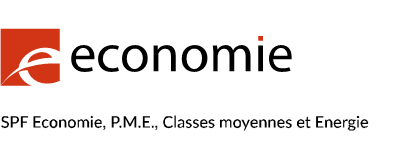 economie
SPF Economie, P.M.E., Classes moyennes et Energie